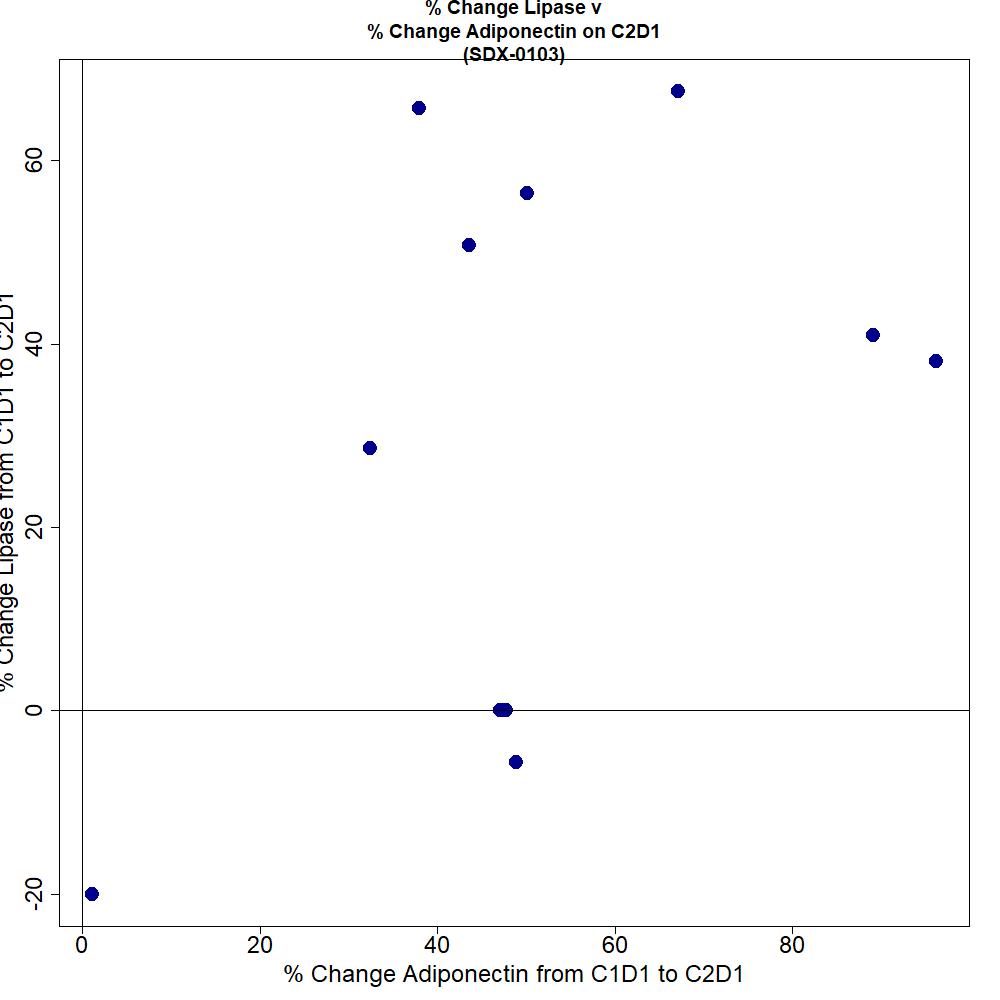 % Change Lipase v
% Change Adiponectin on C2D1
(SDX-0103)
% Change Lipase from C1D1 to C2D1
60
40
20
0
-20
0 20 40 60 80
% Change Adiponectin from C1D1 to C2D1